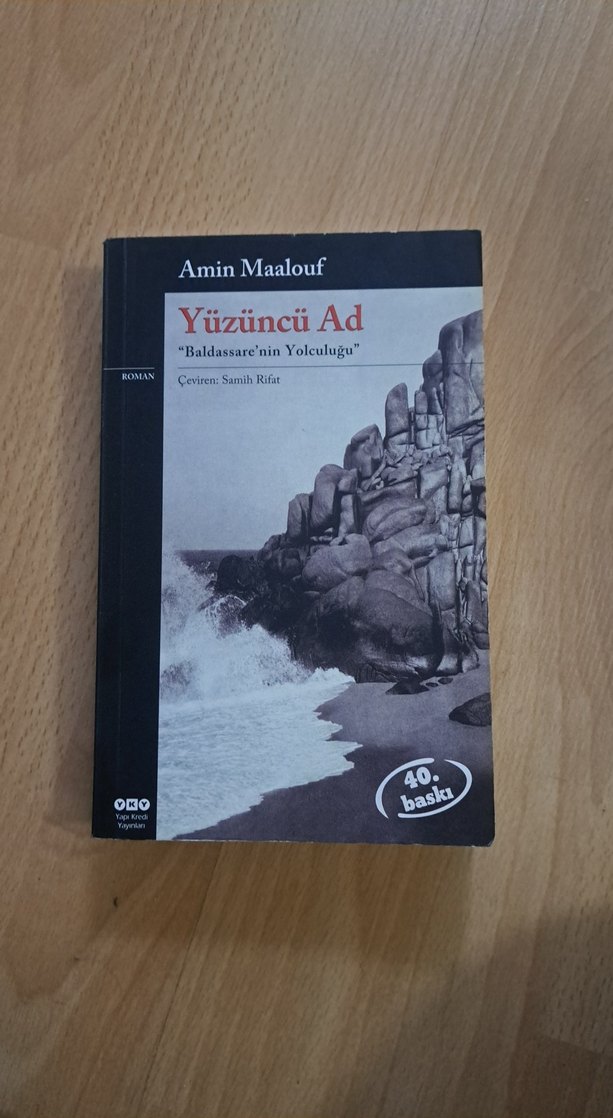 Amin Maalouf
Yüzüncü Ad
“Baldassare’nin Yolculuğu”
ROMAN
Çeviren: Samih Rifat
40.
baskı
YKY
Yapı Kredi
Yayınları